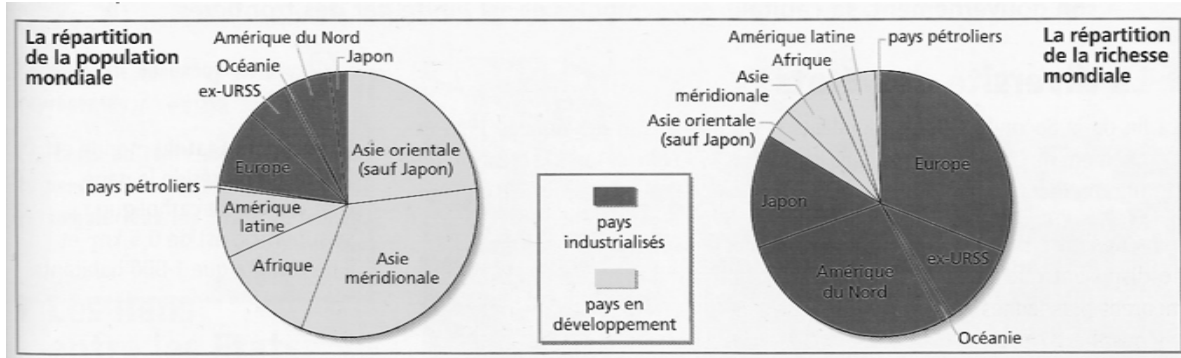 La répartition
de la population
mondiale
Amérique du Nord
Océanie
ex-URSS
Japon
Europe
Asie orientale
(sauf Japon)
pays pétroliers
Amérique
latine
Afrique
Asie
méridionale
pays
industrialisés
pays en
développement
La répartition
de la richesse
mondiale
Amérique latine
pays pétroliers
Afrique
Asie
méridionale
Asie orientale
(sauf Japon)
Europe
Japon
ex-URSS
Amérique
du Nord
Océanie